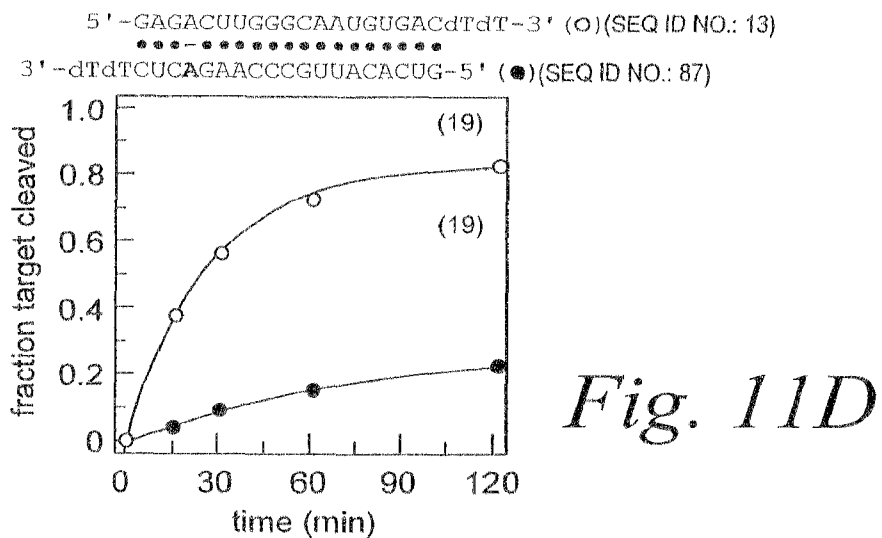 5'-GAGACUUGGGCAAUGUGACdTdT-3' (O)(SEQ ID NO.: 13)
3'-dTdTCUCAGAACCCGUUACACUG-5' (●)(SEQ ID NO.: 87)
1.0
(19)
0.8
(19)
0.6
0.4
0.2
0
fraction target cleaved
0 30 60 90 120
time (min)
Fig. 11D